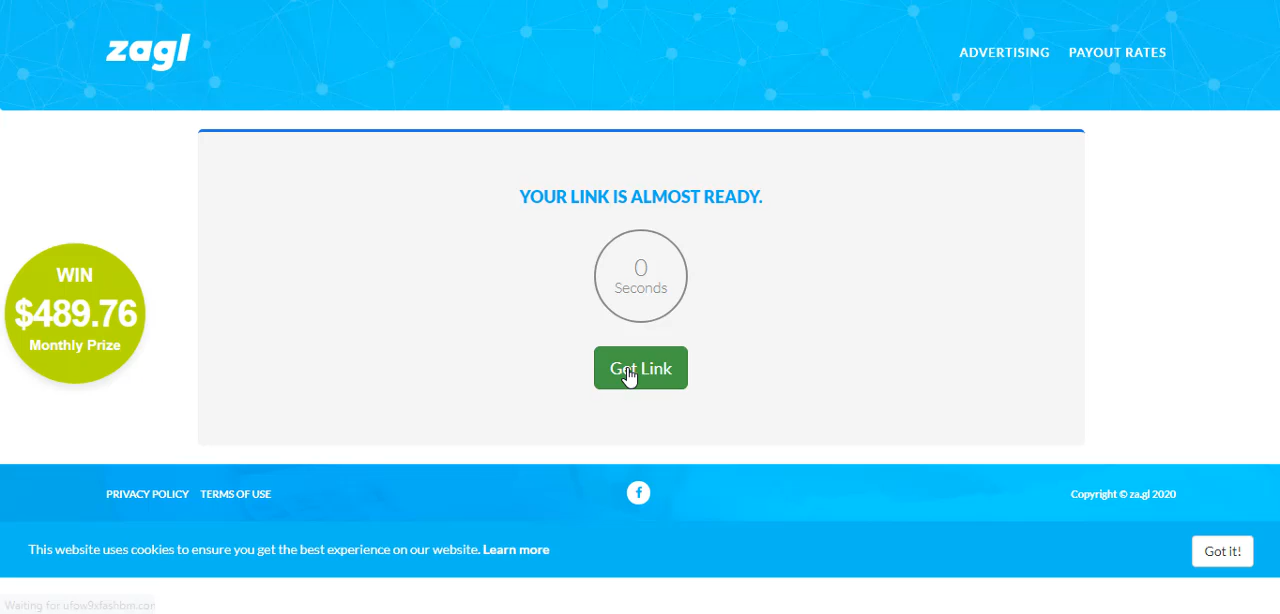 zagl
ADVERTISING PAYOUT RATES
YOUR LINK IS ALMOST READY.
0
Seconds
WIN
$489.76
Monthly Prize
Get Link
PRIVACY POLICY TERMS OF USE
Copyright © za.gl 2020
This website uses cookies to ensure you get the best experience on our website. Learn more
Got it!
Waiting for